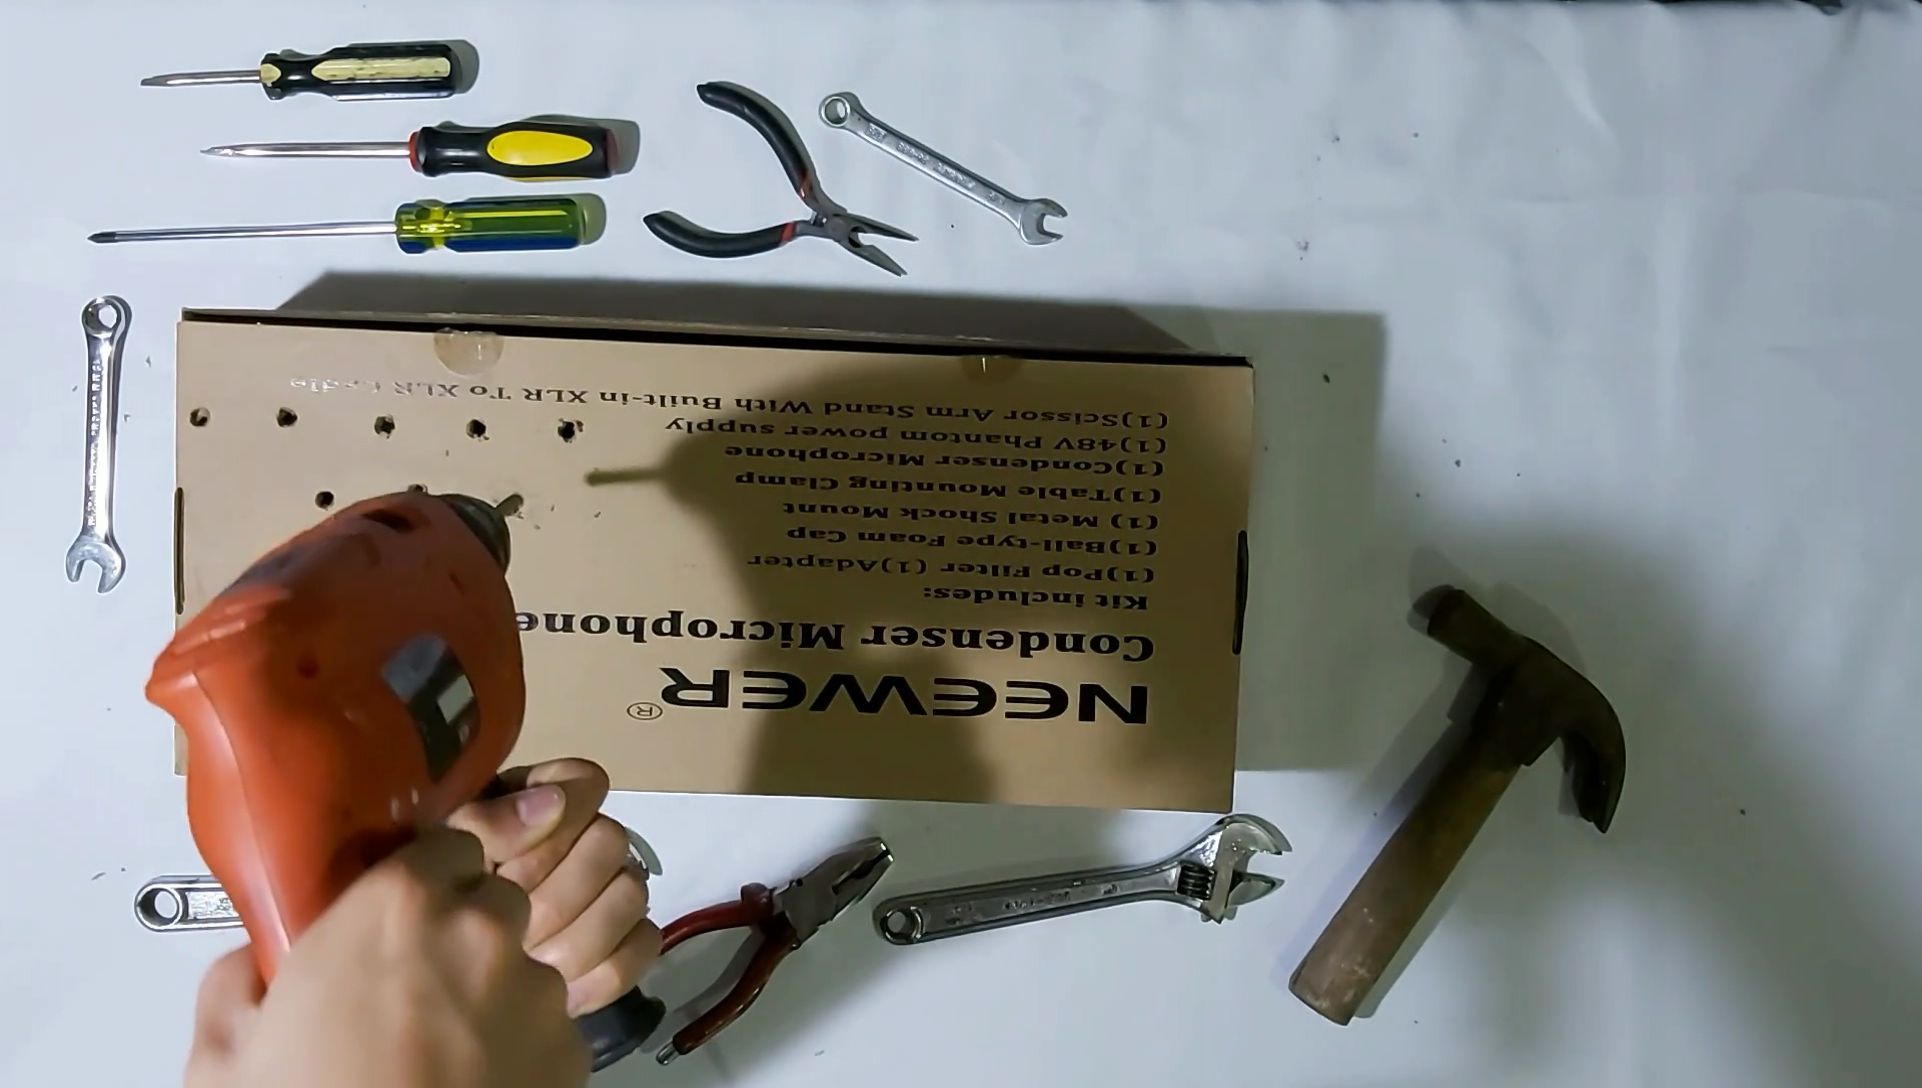 NEEWER®
Condenser Microphone
Kit includes:
(1)Pop Filter (1)Adapter
(1)Ball-type Foam Cap
(1) Metal Shock Mount
(1)Table Mounting Clamp
(1)Condenser Microphone
(1)48V Phantom power supply
(1)Scissor Arm Stand With Built-in XLR To XLR Cable